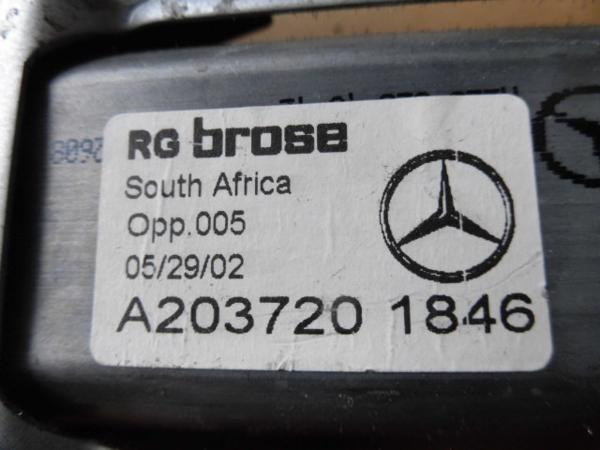 RG brose
South Africa
Opp.005
05/29/02
A203720 1846